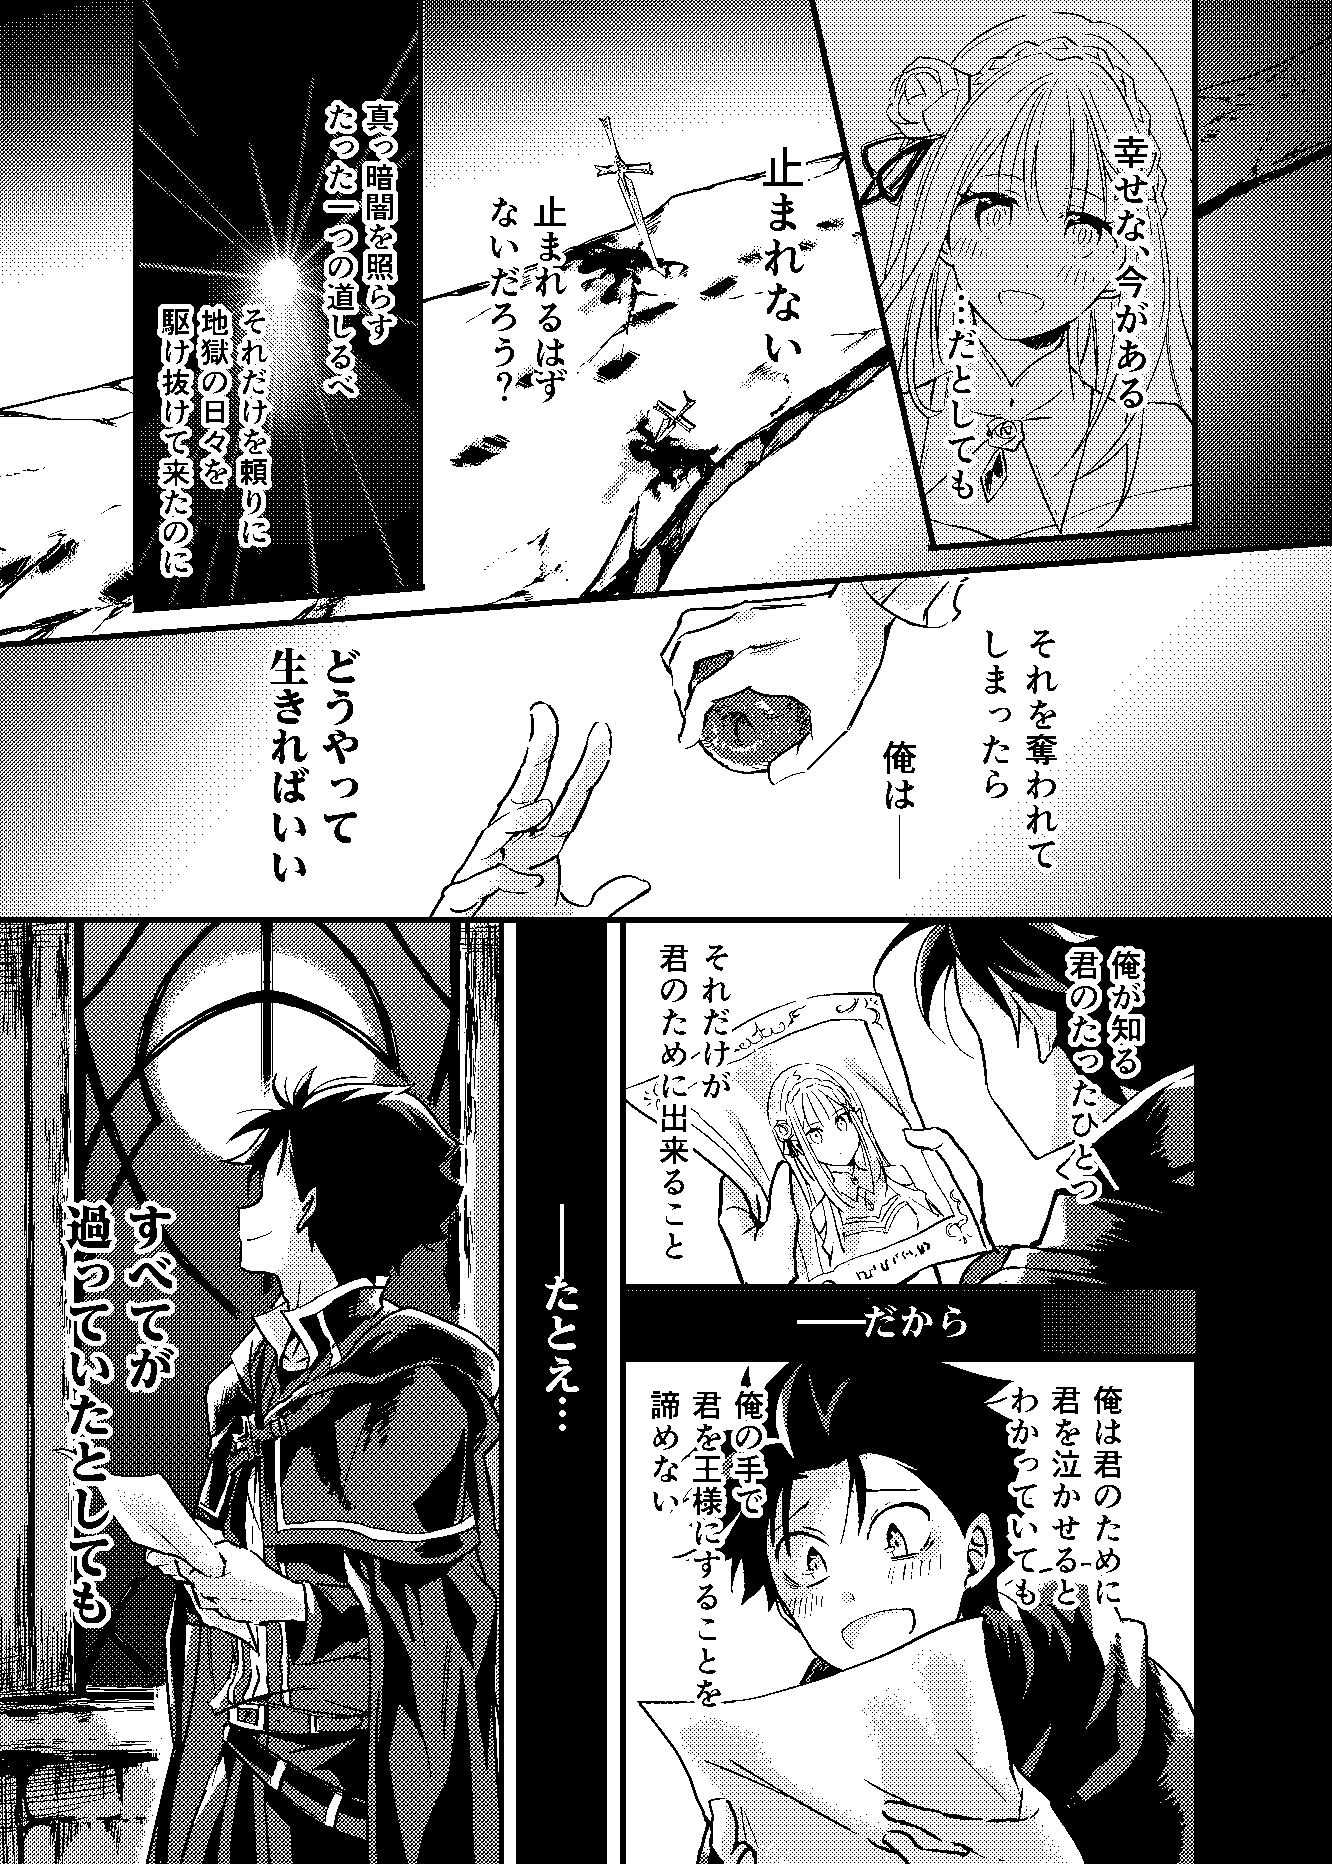 幸せな、今がある
…だとしても
止まれない
止まれるはず
ないだろう？
真っ暗闇を照らす
たった一つの道しるべ
それだけを頼りに
地獄の日々を
駆け抜けて来たのに
それを奪われて
しまったら
俺は――
どうやって
生きればいい
俺が知る
君のたったひとつ
それだけが
君のために出来ること
――だから
俺は君のために
君を泣かせると
わかっていても
俺の手で
君を王様にすることを
諦めない
――たとえ…
すべてが
過っていたとしても